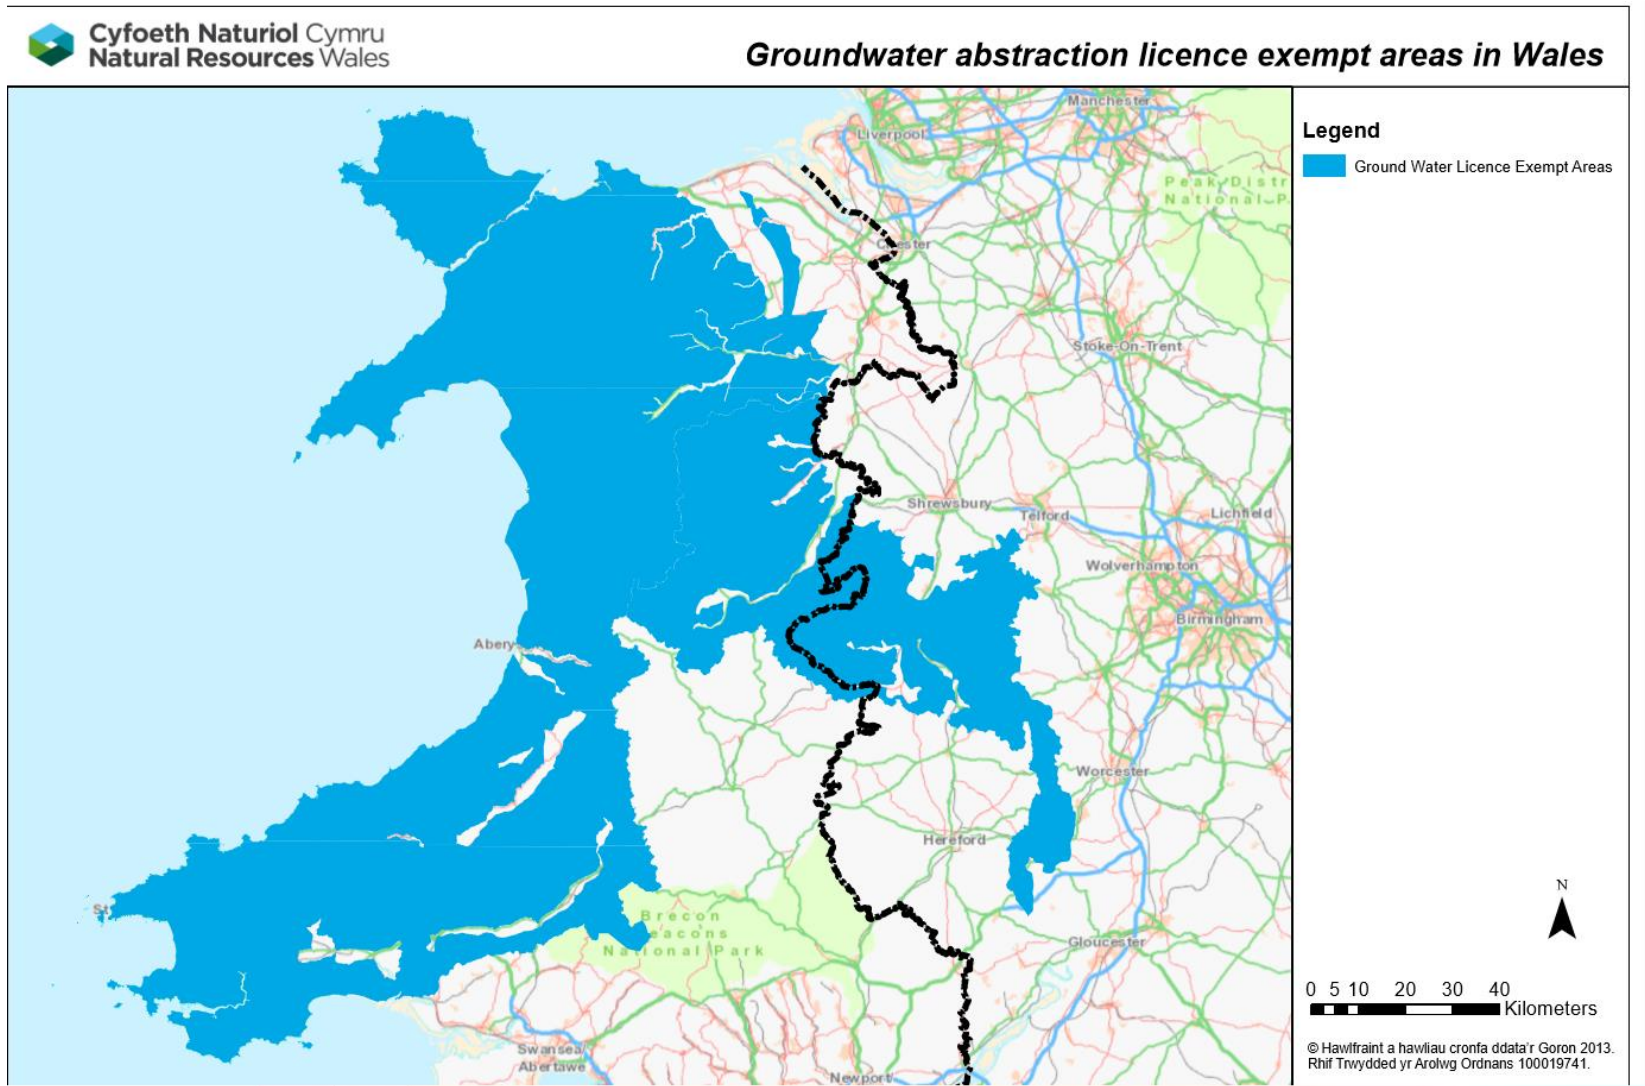 Cyfoeth Naturiol Cymru
Natural Resources Wales
Groundwater abstraction licence exempt areas in Wales
Legend
Ground Water Licence Exempt Areas
Manchester
Liverpool
Peak Distr
National P.
Chester
Stoke-On-Trent
Shrewsbury
Telford
Lichfield
Wolverhampton
Birmingham
Abery
Worcester
Hereford
St
Brecon
eacons
National Park
Gloucester
Swansea/
Abertawe
Newport/
N
0 5 10 20 30 40
Kilometers
© Hawlfraint a hawliau cronfa ddata'r Goron 2013.
Rhif Trwydded yr Arolwg Ordnans 100019741.